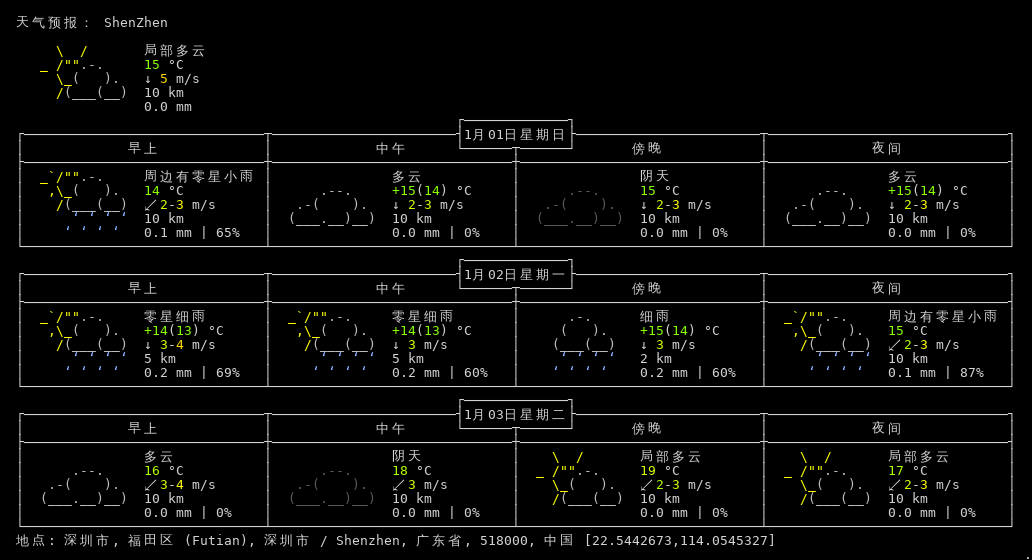 天气预报： ShenZhen
局部多云
15 °C
↓ 5 m/s
10 km
0.0 mm
1月01日星期日
早上 中午 傍晚 夜间
周边有零星小雨 多云 阴天 多云
14 °C +15(14) °C 15 °C +15(14) °C
↙ 2-3 m/s ↓ 2-3 m/s ↓ 2-3 m/s ↓ 2-3 m/s
10 km 10 km 10 km 10 km
0.1 mm | 65% 0.0 mm | 0% 0.0 mm | 0% 0.0 mm | 0%
1月02日星期一
早上 中午 傍晚 夜间
零星细雨 零星细雨 细雨 周边有零星小雨
+14(13) °C +14(13) °C +15(14) °C 15 °C
↓ 3-4 m/s ↓ 3 m/s ↓ 3 m/s ↙ 2-3 m/s
5 km 5 km 2 km 10 km
0.2 mm | 69% 0.2 mm | 60% 0.2 mm | 60% 0.1 mm | 87%
1月03日星期二
早上 中午 傍晚 夜间
多云 阴天 局部多云 局部多云
16 °C 18 °C 19 °C 17 °C
↙ 3-4 m/s ↙ 3 m/s ↙ 2-3 m/s ↙ 2-3 m/s
10 km 10 km 10 km 10 km
0.0 mm | 0% 0.0 mm | 0% 0.0 mm | 0% 0.0 mm | 0%
地点: 深圳市, 福田区 (Futian), 深圳市 / Shenzhen, 广东省, 518000, 中国 [22.5442673,114.0545327]